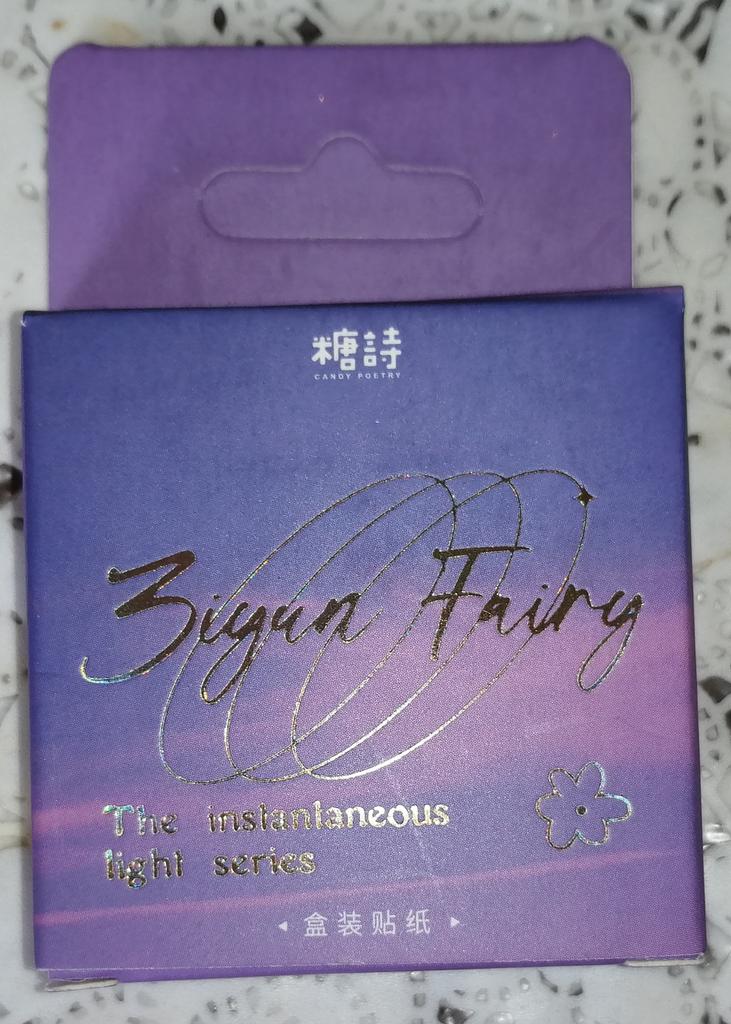 糖詩
CANDY POETRY
Ziyun Fairy
The instantaneous
light series
盒装贴纸